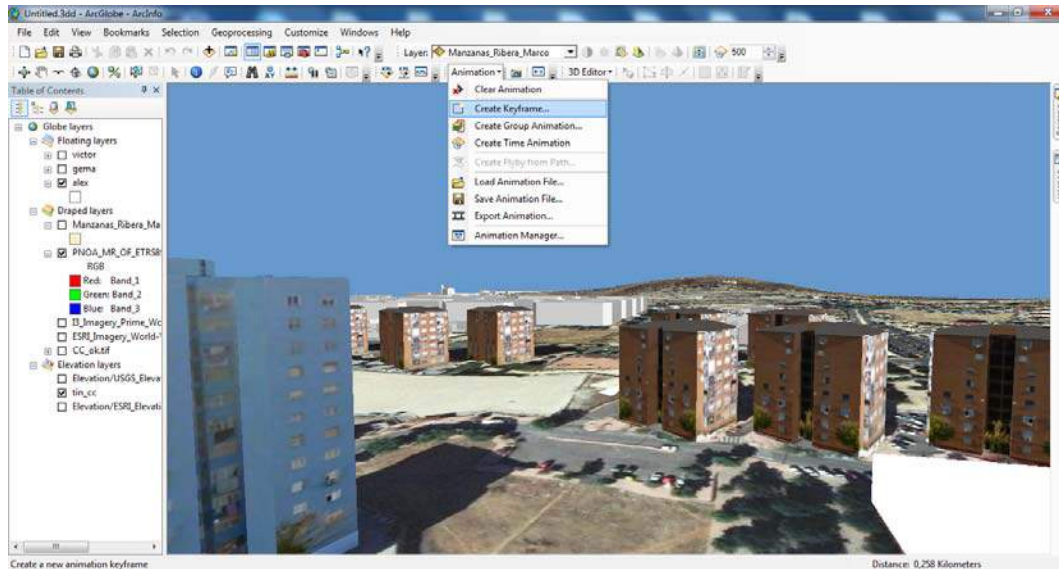 Untitled.3dd - ArcGlobe - ArcInfo
File Edit View Bookmarks Selection Geoprocessing Customize Windows Help
Layer: Manzanas_Ribera_Marco 500
Animation 3D Editor
Table of Contents
Globe layers
Floating layers
victor
gema
alex
Draped layers
Manzanas_Ribera_Ma
PNOA_MR_OF_ETRS8
RGB
Red: Band_1
Green: Band_2
Blue: Band_3
I3_Imagery_Prime_Wo
ESRI_Imagery_World-
CC_ok.tif
Elevation layers
Elevation/USGS_Eleva
tin_cc
Elevation/ESRI_Elevati
Clear Animation
Create Keyframe...
Create Group Animation...
Create Time Animation
Create Flyby from Path...
Load Animation File...
Save Animation File...
Export Animation...
Animation Manager...
Create a new animation keyframe
Distance: 0,258 Kilometers